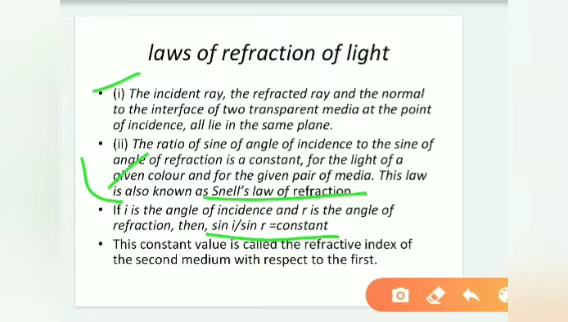 laws of refraction of light
• (i) The incident ray, the refracted ray and the normal
to the interface of two transparent media at the point
of incidence, all lie in the same plane.
• (ii) The ratio of sine of angle of incidence to the sine of
angle of refraction is a constant, for the light of a
given colour and for the given pair of media. This law
is also known as Snell's law of refraction.
• If i is the angle of incidence and r is the angle of
refraction, then, sin i/sin r =constant
• This constant value is called the refractive index of
the second medium with respect to the first.